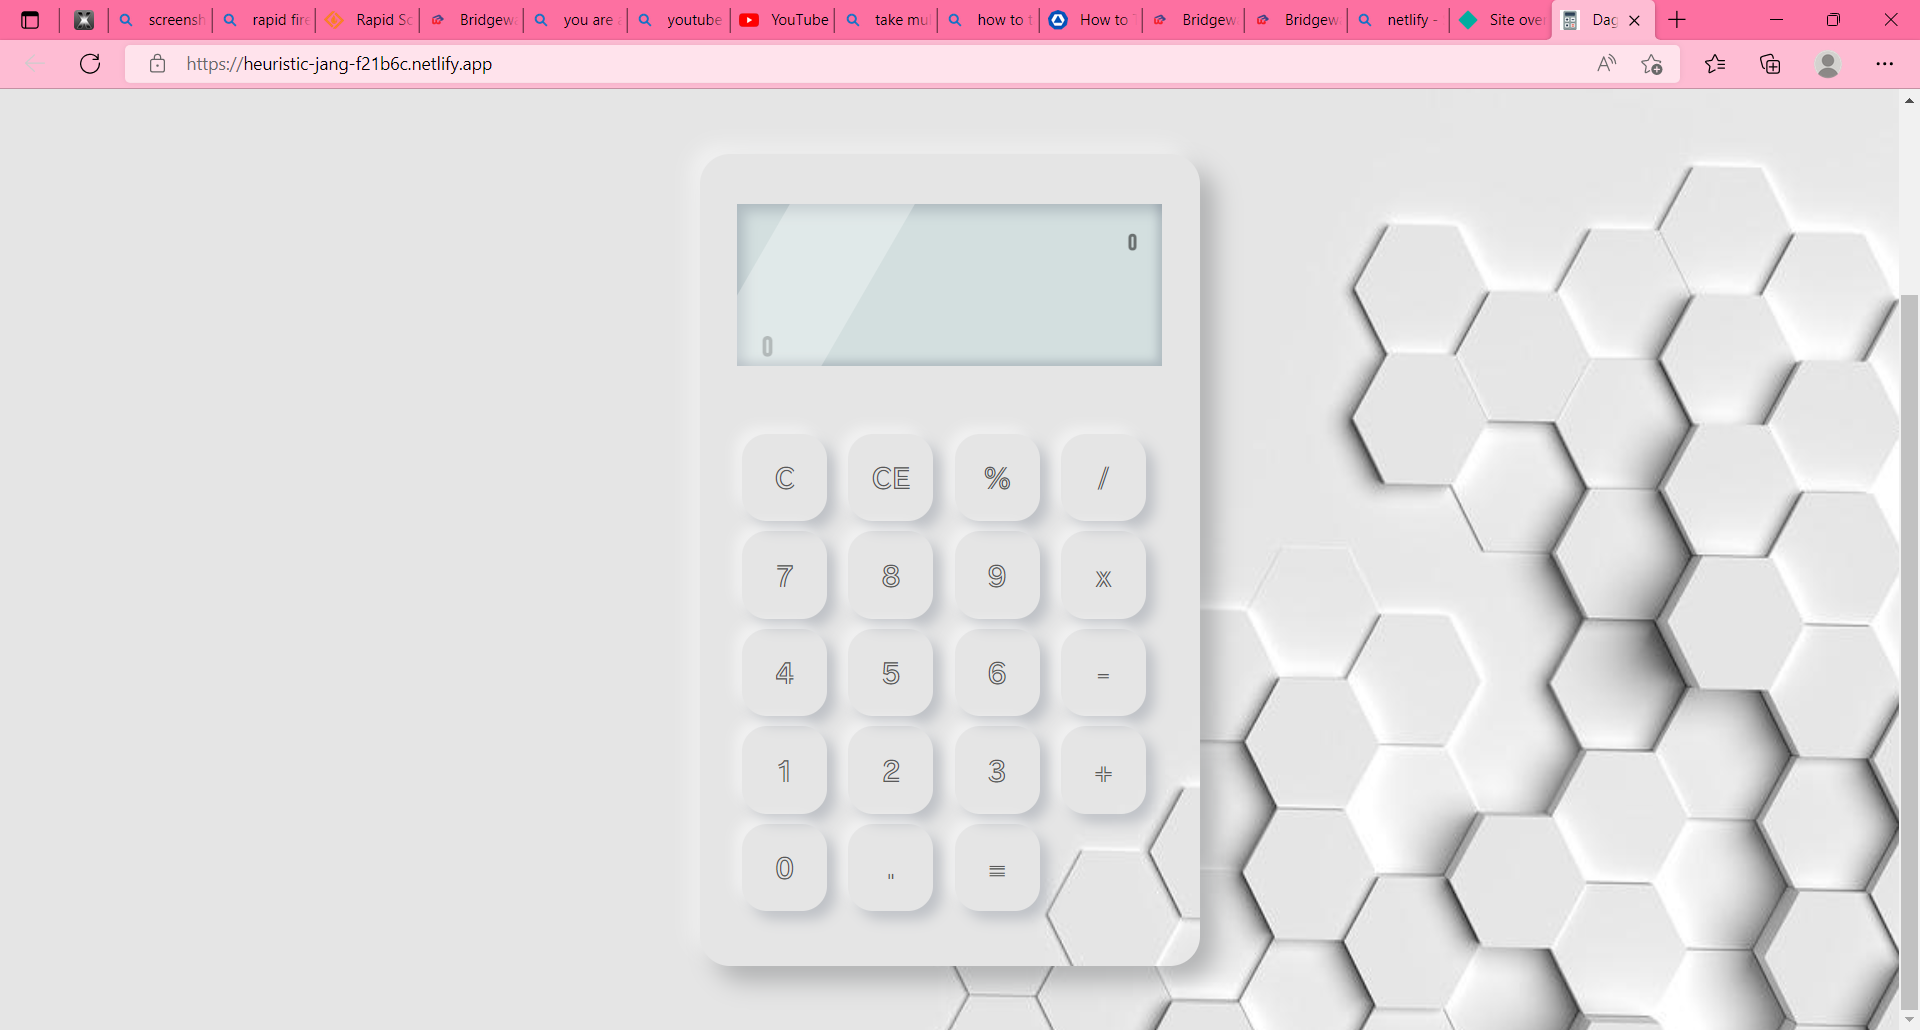 screensh
rapid fire
Rapid Sc
Bridgew
you are
youtube
YouTube
take mu
how to t
How to
Bridgew
Bridgew
netlify -
Site over
Dag
https://heuristic-jang-f21b6c.netlify.app
0
0
C CE % /
7 8 9 x
4 5 6 -
1 2 3 +
0 . =